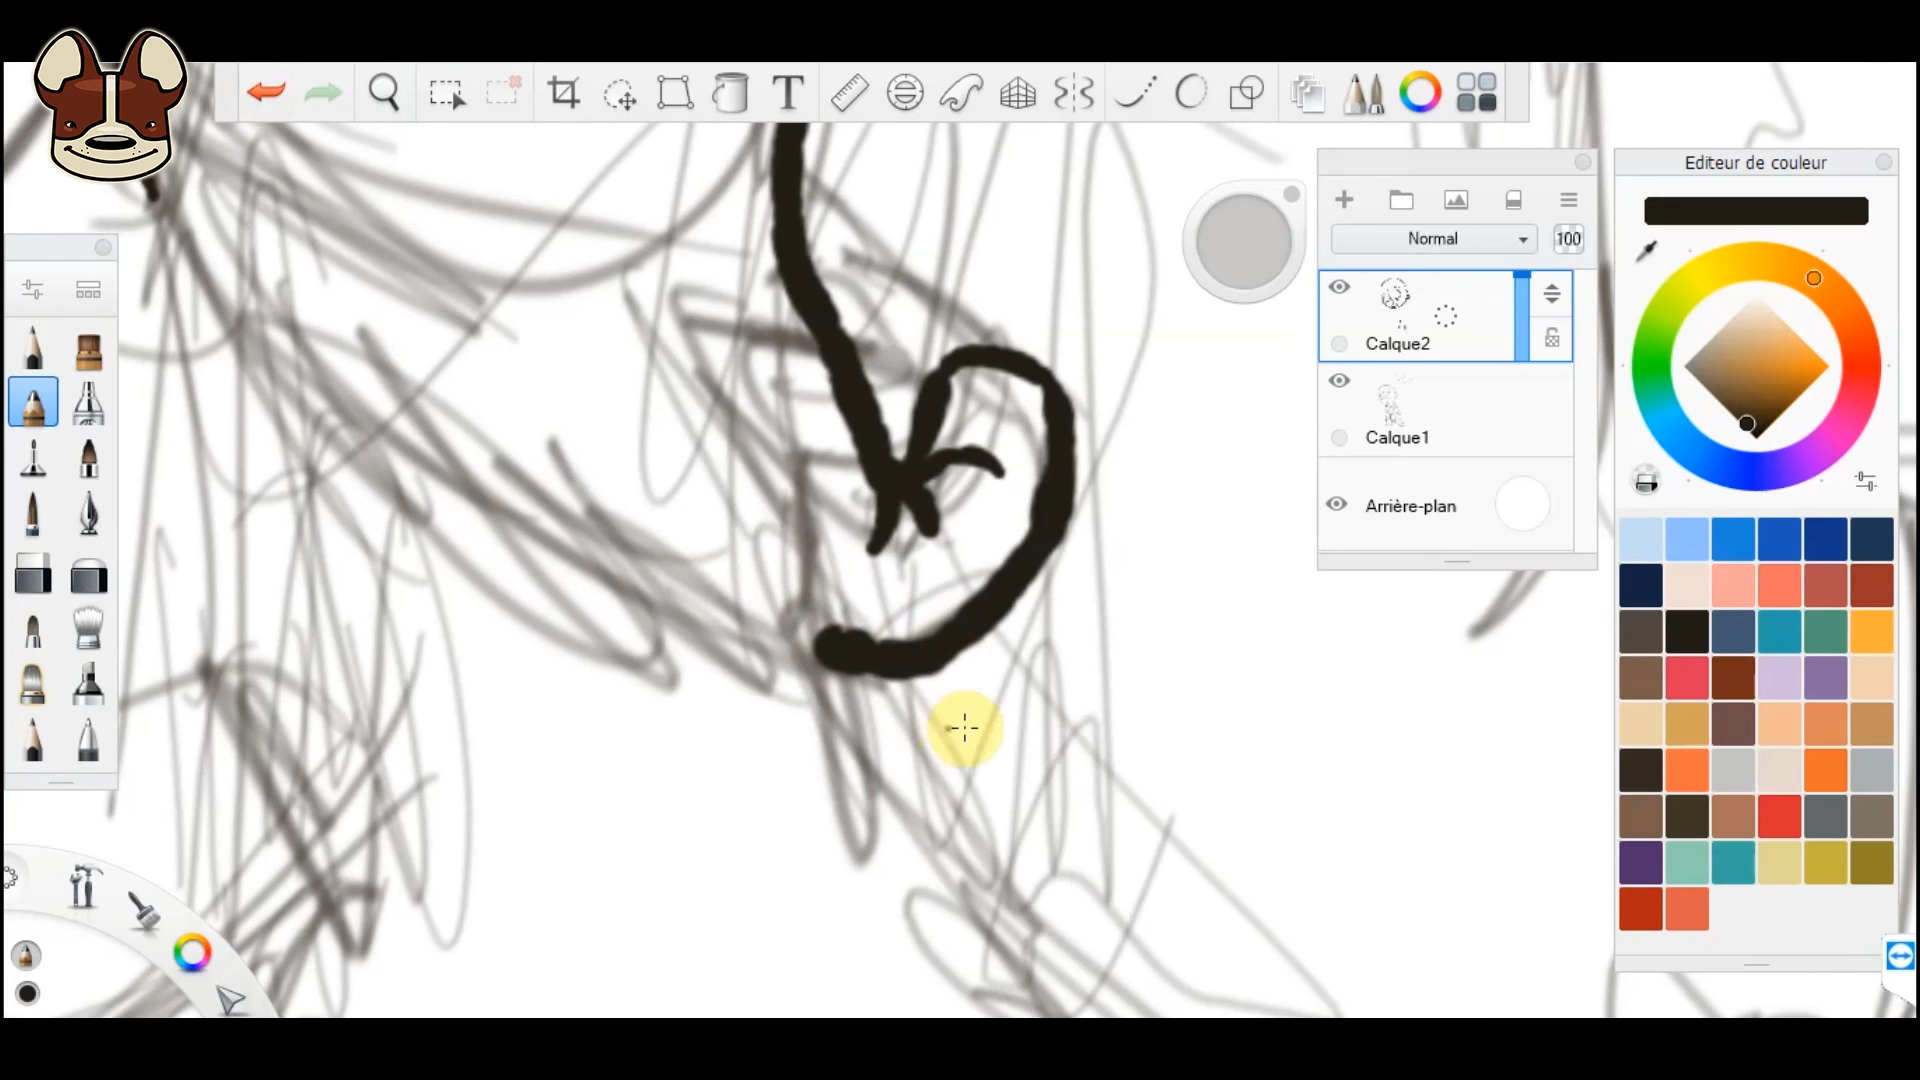 T
Editeur de couleur
Normal
100
Calque2
Calque1
Arrière-plan